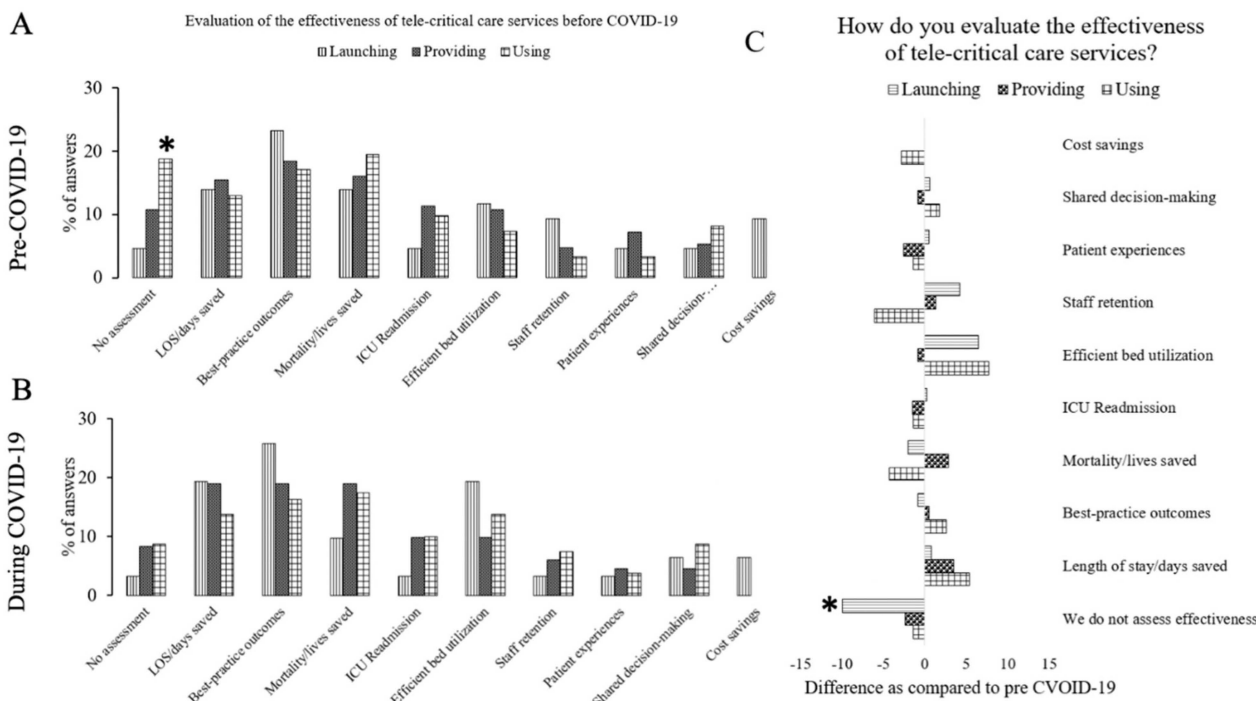 A
Evaluation of the effectiveness of tele-critical care services before COVID-19
Launching Providing Using
Pre-COVID-19
% of answers
30
20
10
0
*
No assessment
LOS/days saved
Best-practice outcomes
Mortality/lives saved
ICU Readmission
Efficient bed utilization
Staff retention
Patient experiences
Shared decision-…
Cost savings
B
During COVID-19
% of answers
30
20
10
0
No assessment
LOS/days saved
Best-practice outcomes
Mortality/lives saved
ICU Readmission
Efficient bed utilization
Staff retention
Patient experiences
Shared decision-making
Cost savings
C
How do you evaluate the effectiveness
of tele-critical care services?
Launching Providing Using
Cost savings
Shared decision-making
Patient experiences
Staff retention
Efficient bed utilization
ICU Readmission
Mortality/lives saved
Best-practice outcomes
Length of stay/days saved
* We do not assess effectiveness
-15 -10 -5 0 5 10 15
Difference as compared to pre CVOID-19